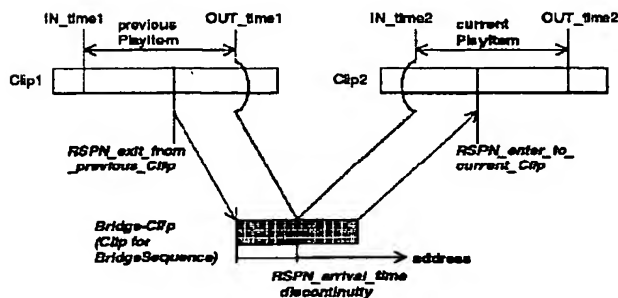 IN_time1 previous PlayItem OUT_time1
IN_time2 current PlayItem OUT_time2
Clip1
Clip2
RSPN_exit_from
_previous_Clip
RSPN_enter_to_
current_Clip
Bridge-Clip
(Clip for
BridgeSequence)
address
RSPN_arrival_time
discontinuity